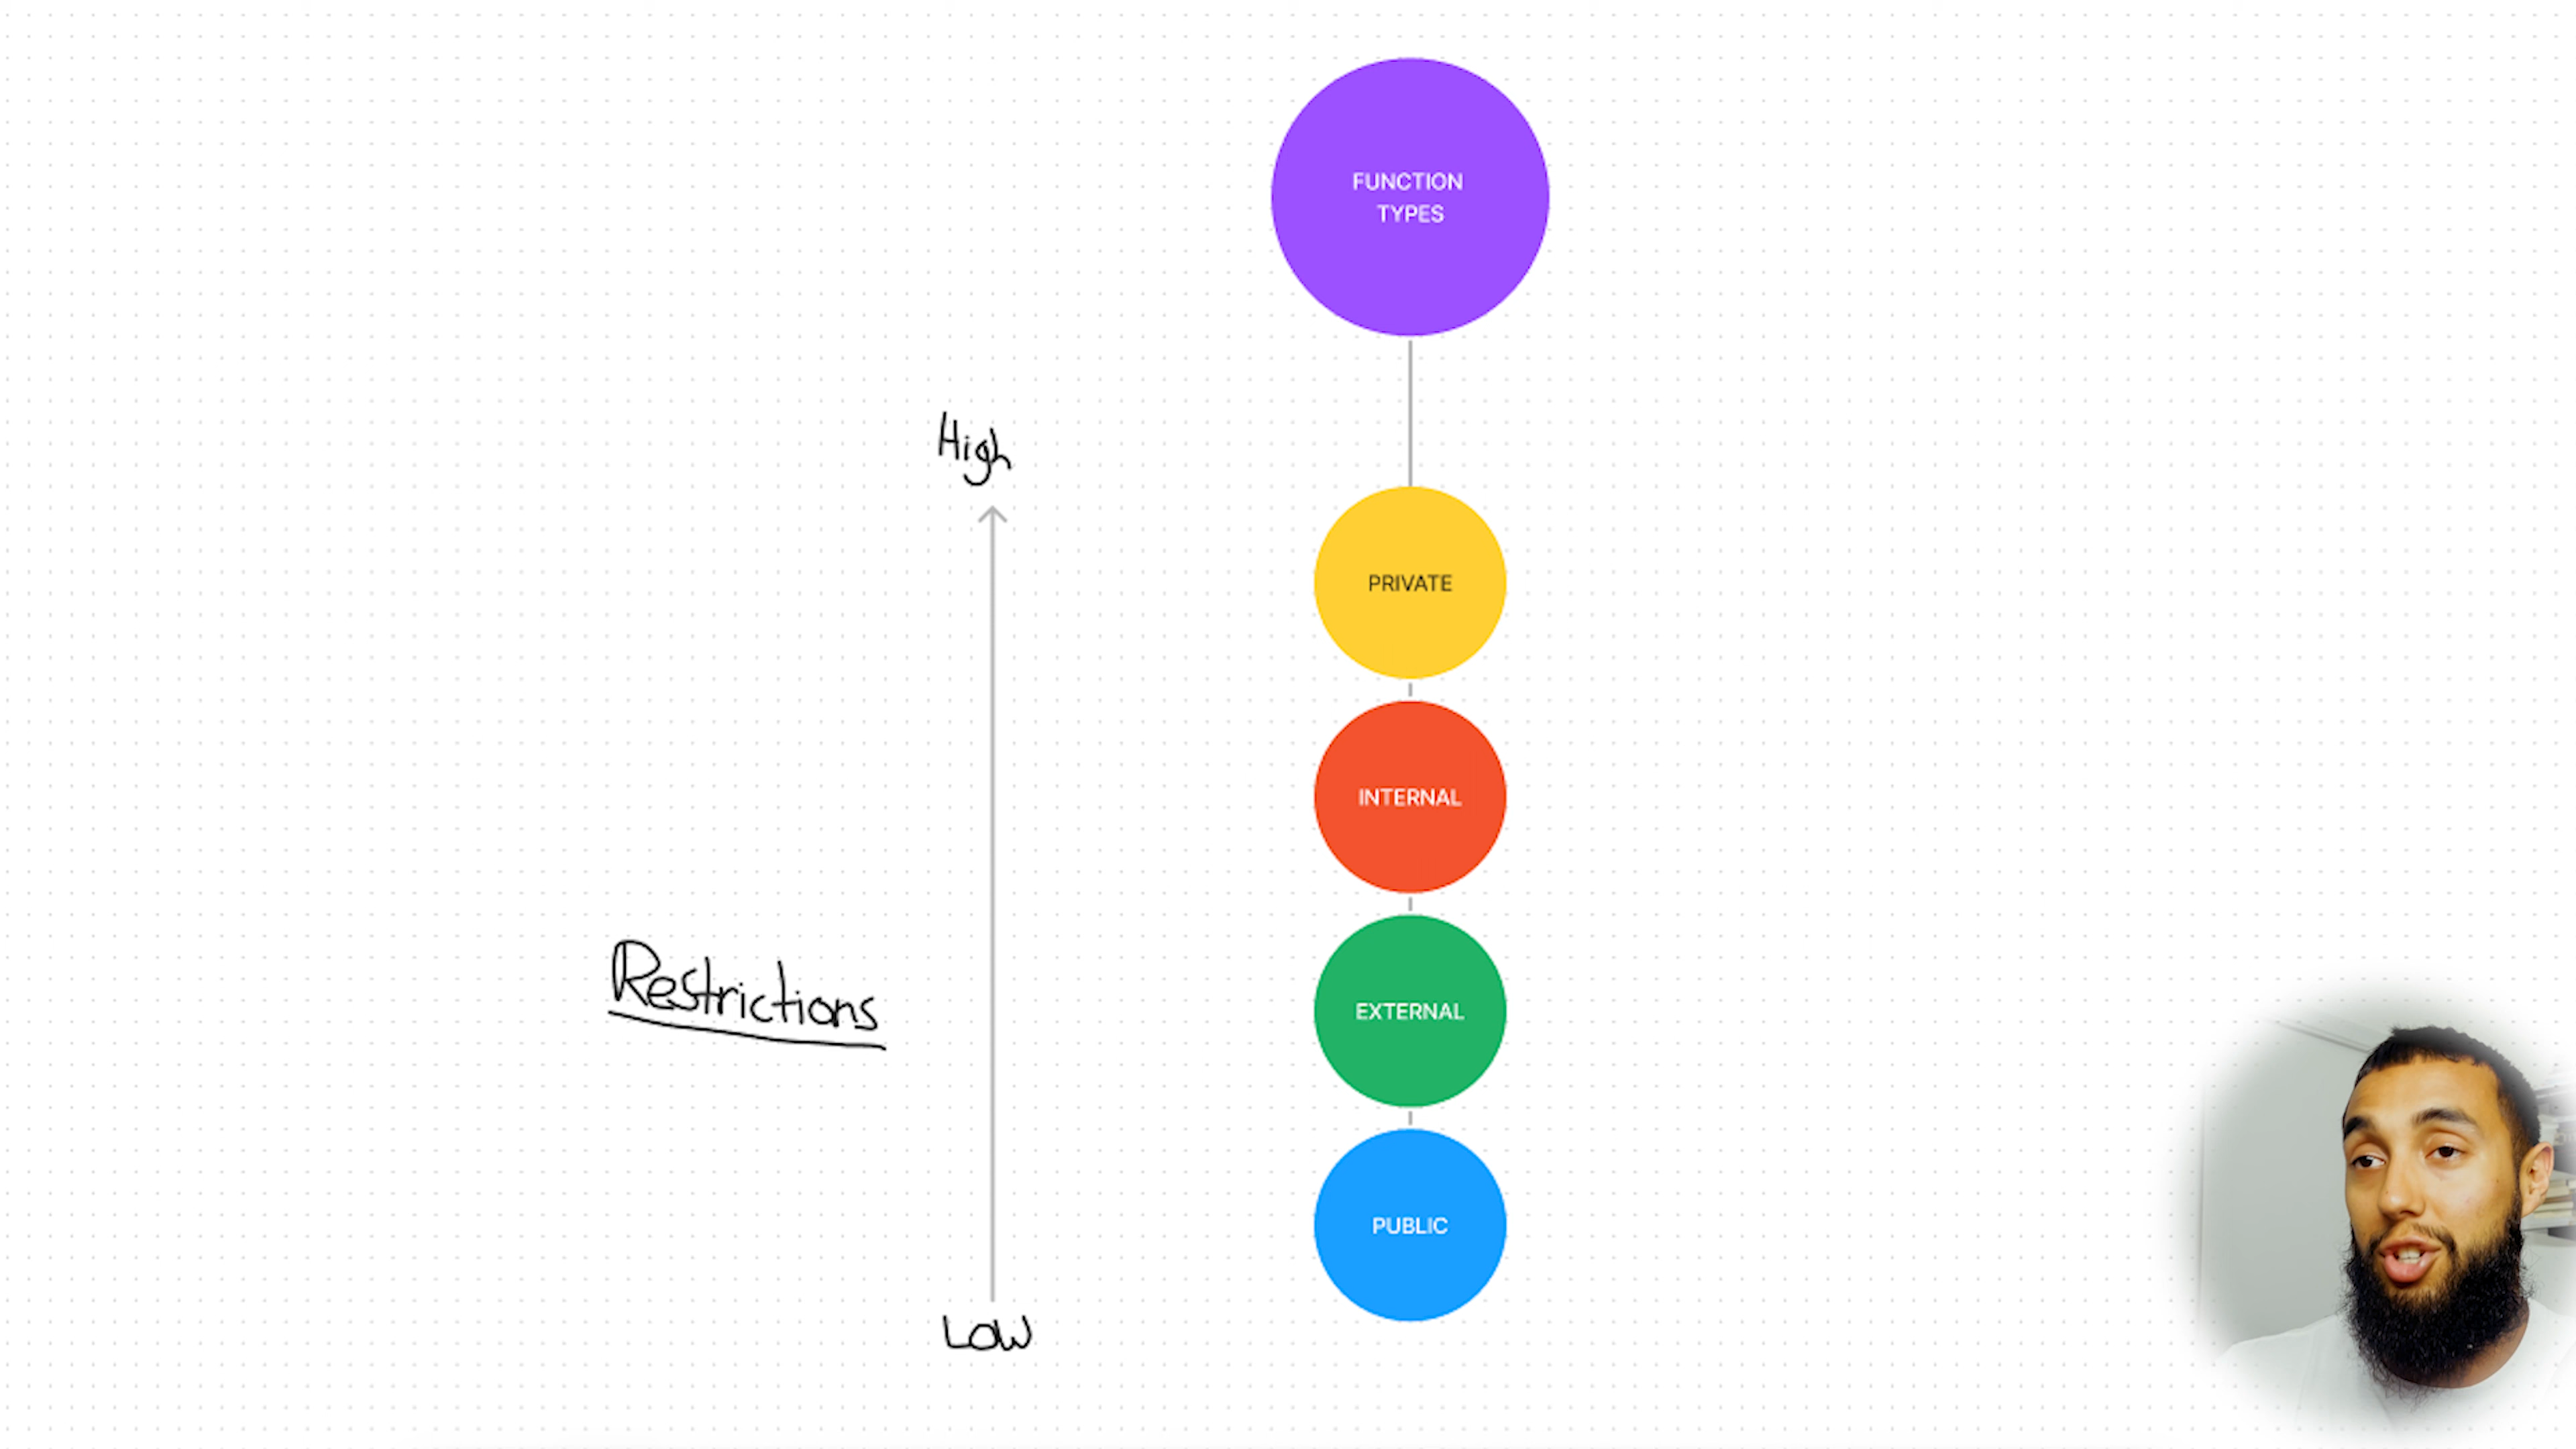 FUNCTION
TYPES
High
PRIVATE
INTERNAL
Restrictions
EXTERNAL
PUBLIC
Low